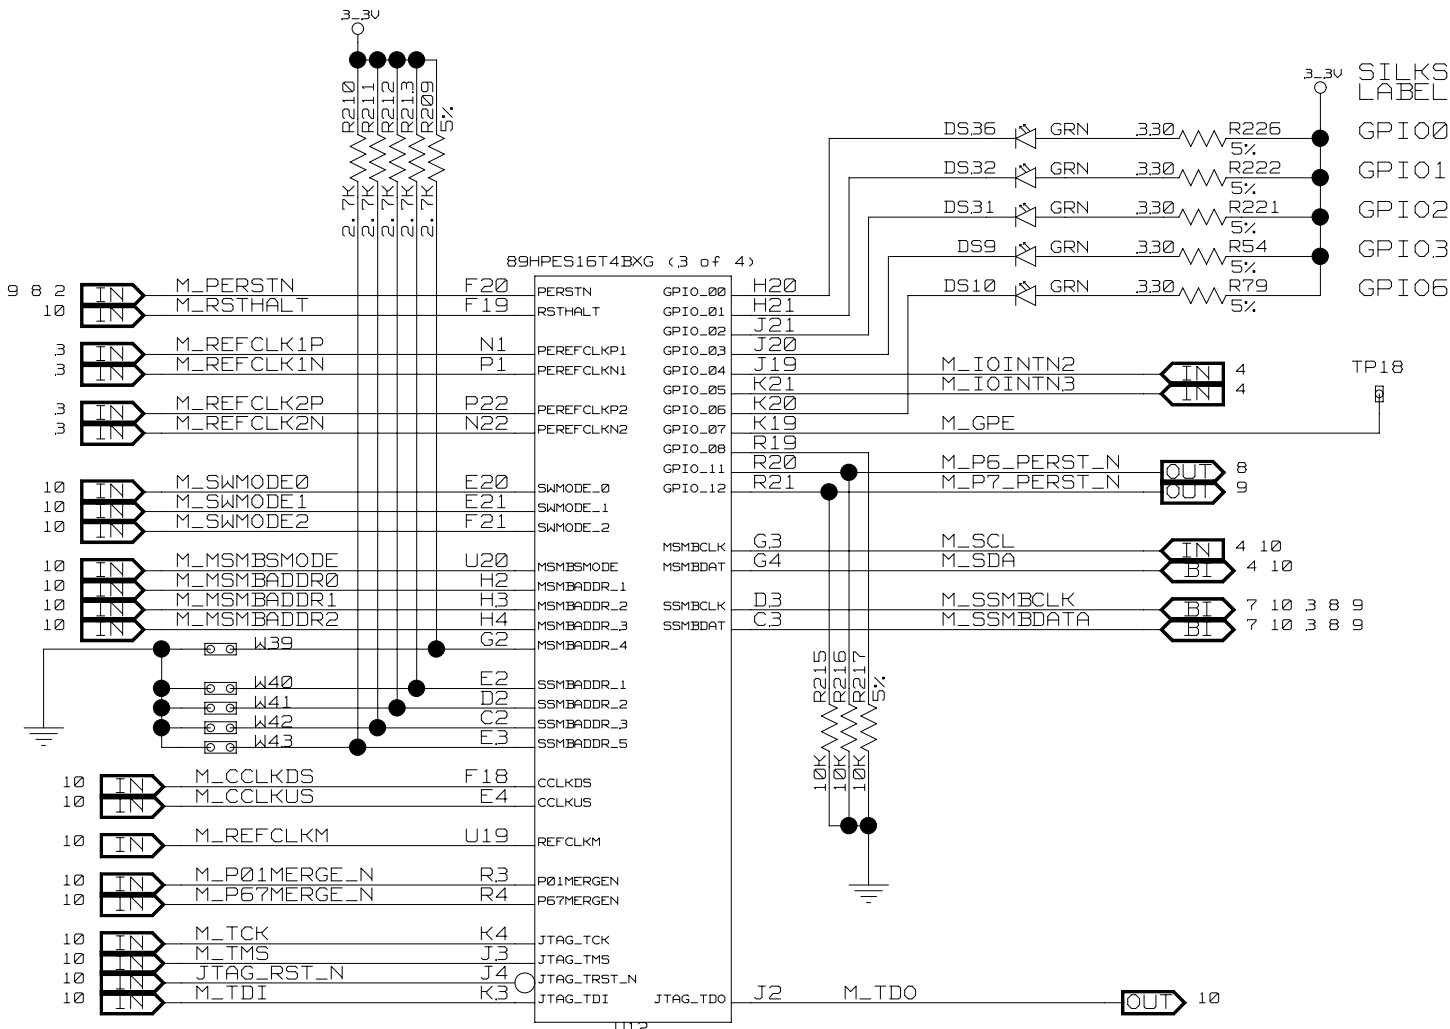 3_3V
R210
R211
R212
R213
R209
5%
2.7K
2.7K
2.7K
2.7K
2.7K
3_3V
SILKS
LABEL
DS36 GRN 330 R226 5% GPIO0
DS32 GRN 330 R222 5% GPIO1
DS31 GRN 330 R221 5% GPIO2
DS9 GRN 330 R54 5% GPIO3
DS10 GRN 330 R79 5% GPIO6
89HPES16T4BXG (3 of 4)
9 8 2 IN M_PERSTN F20 PERSTN
10 IN M_RSTHALT F19 RSTHALT
3 IN M_REFCLK1P N1 PEREFCLKP1
3 IN M_REFCLK1N P1 PEREFCLKN1
3 IN M_REFCLK2P P22 PEREFCLKP2
3 IN M_REFCLK2N N22 PEREFCLKN2
10 IN M_SWMODE0 E20 SWMODE_0
10 IN M_SWMODE1 E21 SWMODE_1
10 IN M_SWMODE2 F21 SWMODE_2
10 IN M_MSMBSMODE U20 MSMBSMODE
10 IN M_MSMBADDR0 H2 MSMBADDR_1
10 IN M_MSMBADDR1 H3 MSMBADDR_2
10 IN M_MSMBADDR2 H4 MSMBADDR_3
W39 G2 MSMBADDR_4
W40 E2 SSMBADDR_1
W41 D2 SSMBADDR_2
W42 C2 SSMBADDR_3
W43 E3 SSMBADDR_5
10 IN M_CCLKDS F18 CCLKDS
10 IN M_CCLKUS E4 CCLKUS
10 IN M_REFCLKM U19 REFCLKM
10 IN M_P01MERGE_N R3 P01MERGEN
10 IN M_P67MERGE_N R4 P67MERGEN
10 IN M_TCK K4 JTAG_TCK
10 IN M_TMS J3 JTAG_TMS
10 IN JTAG_RST_N J4 JTAG_TRST_N
10 IN M_TDI K3 JTAG_TDI
GPIO_00 H20
GPIO_01 H21
GPIO_02 J21
GPIO_03 J20
GPIO_04 J19 M_IOINTN2 IN 4
GPIO_05 K21 M_IOINTN3 IN 4
GPIO_06 K20
GPIO_07 K19 M_GPE TP18
GPIO_08 R19
GPIO_11 R20 M_P6_PERST_N OUT 8
GPIO_12 R21 M_P7_PERST_N OUT 9
MSMBCLK G3 M_SCL IN 4 10
MSMBDAT G4 M_SDA BI 4 10
SSMBCLK D3 M_SSMBCLK BI 7 10 3 8 9
SSMBDAT C3 M_SSMBDATA BI 7 10 3 8 9
R215
R216
R217
5%
10K
10K
10K
JTAG_TDO J2 M_TDO OUT 10